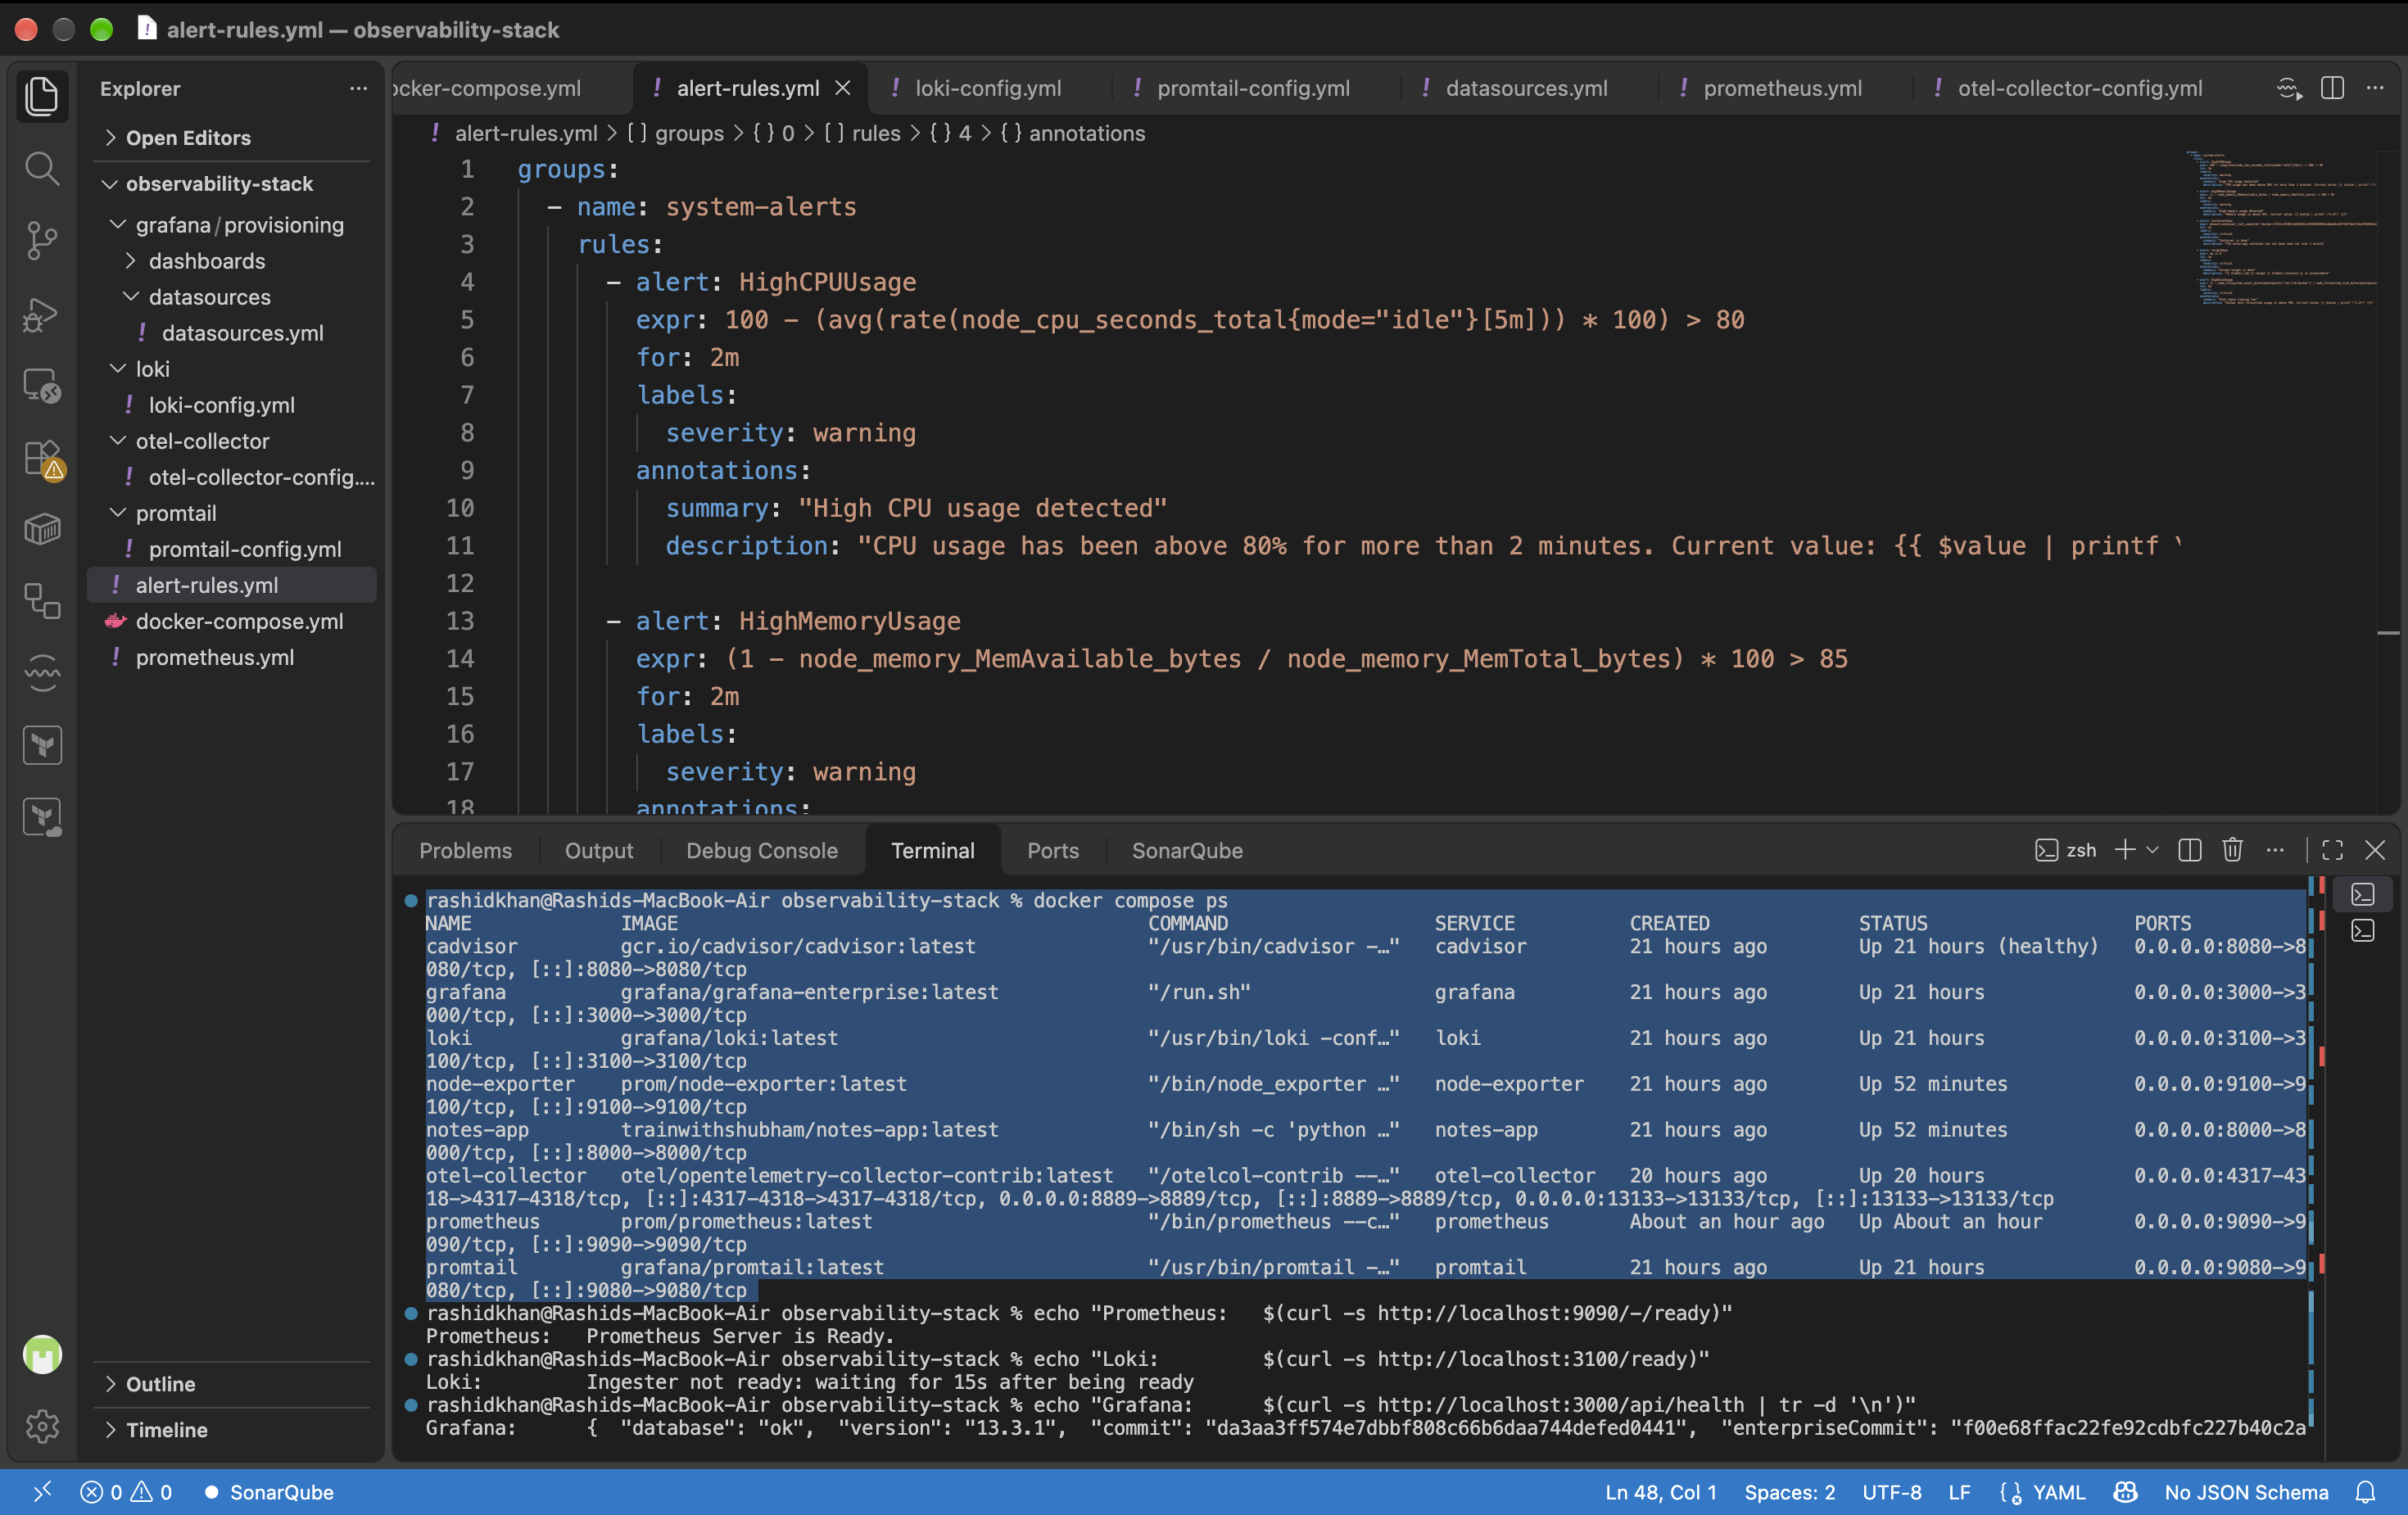 alert-rules.yml — observability-stack
Explorer
Open Editors
observability-stack
grafana/provisioning
dashboards
datasources
datasources.yml
loki
loki-config.yml
otel-collector
otel-collector-config....
promtail
promtail-config.yml
alert-rules.yml
docker-compose.yml
prometheus.yml
Outline
Timeline
ocker-compose.yml
alert-rules.yml
loki-config.yml
promtail-config.yml
datasources.yml
prometheus.yml
otel-collector-config.yml
alert-rules.yml > [ ] groups > { } 0 > [ ] rules > { } 4 > { } annotations
1 groups:
2   - name: system-alerts
3     rules:
4       - alert: HighCPUUsage
5         expr: 100 - (avg(rate(node_cpu_seconds_total{mode="idle"}[5m])) * 100) > 80
6         for: 2m
7         labels:
8           severity: warning
9         annotations:
10           summary: "High CPU usage detected"
11           description: "CPU usage has been above 80% for more than 2 minutes. Current value: {{ $value | printf \
12
13       - alert: HighMemoryUsage
14         expr: (1 - node_memory_MemAvailable_bytes / node_memory_MemTotal_bytes) * 100 > 85
15         for: 2m
16         labels:
17           severity: warning
18         annotations:
Problems Output Debug Console Terminal Ports SonarQube
zsh
rashidkhan@Rashids-MacBook-Air observability-stack % docker compose ps
NAME             IMAGE                                         COMMAND                  SERVICE          CREATED             STATUS                  PORTS
cadvisor         gcr.io/cadvisor/cadvisor:latest               "/usr/bin/cadvisor -…"   cadvisor         21 hours ago        Up 21 hours (healthy)   0.0.0.0:8080->8
080/tcp, [::]:8080->8080/tcp
grafana          grafana/grafana-enterprise:latest             "/run.sh"                grafana          21 hours ago        Up 21 hours             0.0.0.0:3000->3
000/tcp, [::]:3000->3000/tcp
loki             grafana/loki:latest                           "/usr/bin/loki -conf…"   loki             21 hours ago        Up 21 hours             0.0.0.0:3100->3
100/tcp, [::]:3100->3100/tcp
node-exporter    prom/node-exporter:latest                     "/bin/node_exporter …"   node-exporter    21 hours ago        Up 52 minutes           0.0.0.0:9100->9
100/tcp, [::]:9100->9100/tcp
notes-app        trainwithshubham/notes-app:latest             "/bin/sh -c 'python …"   notes-app        21 hours ago        Up 52 minutes           0.0.0.0:8000->8
000/tcp, [::]:8000->8000/tcp
otel-collector   otel/opentelemetry-collector-contrib:latest   "/otelcol-contrib --…"   otel-collector   20 hours ago        Up 20 hours             0.0.0.0:4317-43
18->4317-4318/tcp, [::]:4317-4318->4317-4318/tcp, 0.0.0.0:8889->8889/tcp, [::]:8889->8889/tcp, 0.0.0.0:13133->13133/tcp, [::]:13133->13133/tcp
prometheus       prom/prometheus:latest                        "/bin/prometheus --c…"   prometheus       About an hour ago   Up About an hour        0.0.0.0:9090->9
090/tcp, [::]:9090->9090/tcp
promtail         grafana/promtail:latest                       "/usr/bin/promtail -…"   promtail         21 hours ago        Up 21 hours             0.0.0.0:9080->9
080/tcp, [::]:9080->9080/tcp
rashidkhan@Rashids-MacBook-Air observability-stack % echo "Prometheus:   $(curl -s http://localhost:9090/-/ready)"
Prometheus:   Prometheus Server is Ready.
rashidkhan@Rashids-MacBook-Air observability-stack % echo "Loki:         $(curl -s http://localhost:3100/ready)"
Loki:         Ingester not ready: waiting for 15s after being ready
rashidkhan@Rashids-MacBook-Air observability-stack % echo "Grafana:      $(curl -s http://localhost:3000/api/health | tr -d '\n')"
Grafana:      {  "database": "ok",  "version": "13.3.1",  "commit": "da3aa3ff574e7dbbf808c66b6daa744defed0441",  "enterpriseCommit": "f00e68ffac22fe92cdbfc227b40c2a
0 0 SonarQube Ln 48, Col 1 Spaces: 2 UTF-8 LF YAML No JSON Schema